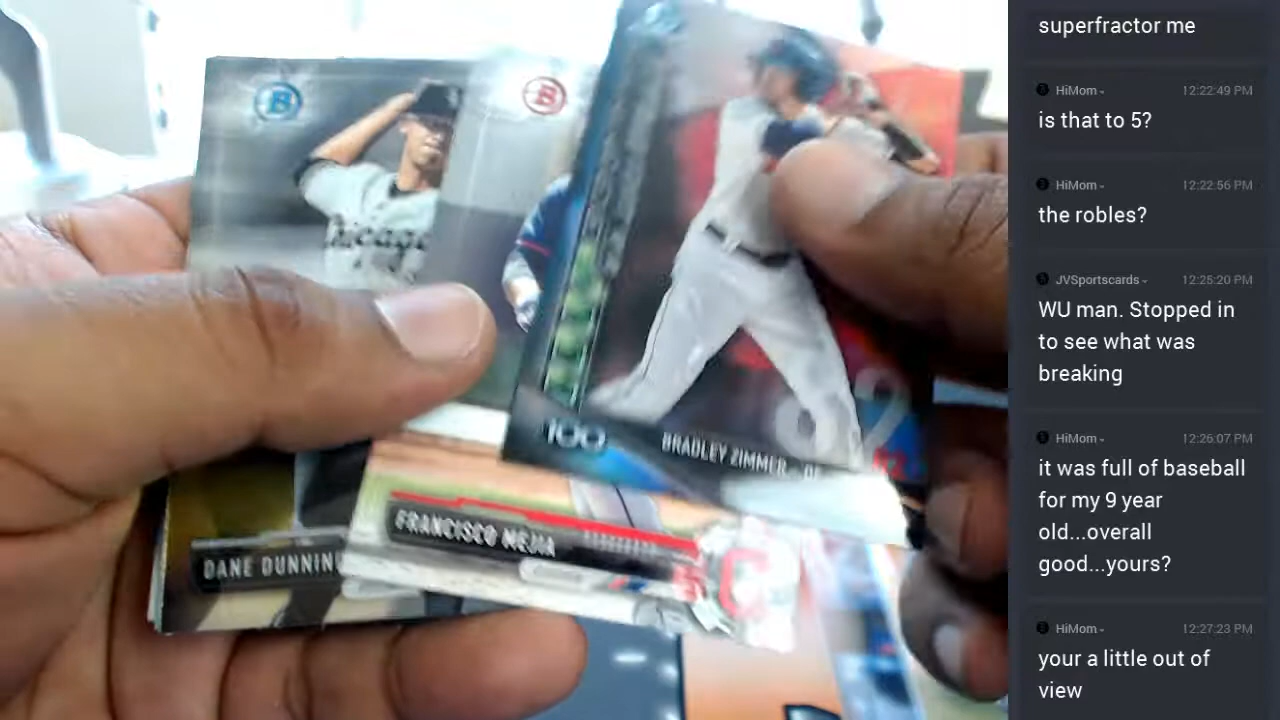 B
B
Chicago
100
BRADLEY ZIMMER
FRANCISCO MEJIA
DANE DUNNING
C
superfractor me
HiMom
12:22:49 PM
is that to 5?
HiMom
12:22:56 PM
the robles?
JVSportscards
12:25:20 PM
WU man. Stopped in
to see what was
breaking
HiMom
12:26:07 PM
it was full of baseball
for my 9 year
old...overall
good...yours?
HiMom
12:27:23 PM
your a little out of
view